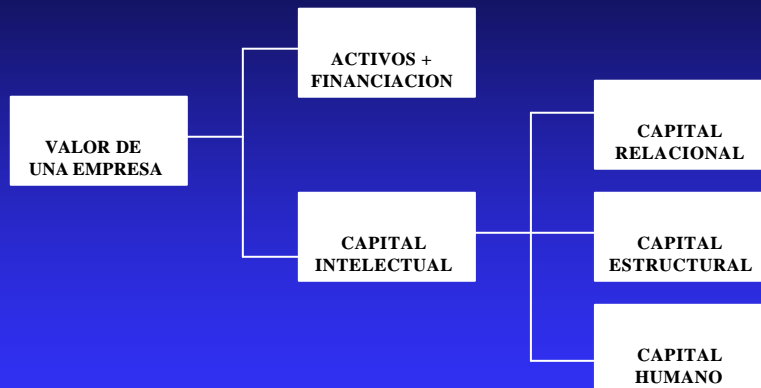 ACTIVOS +
FINANCIACION
VALOR DE
UNA EMPRESA
CAPITAL
INTELECTUAL
CAPITAL
RELACIONAL
CAPITAL
ESTRUCTURAL
CAPITAL
HUMANO